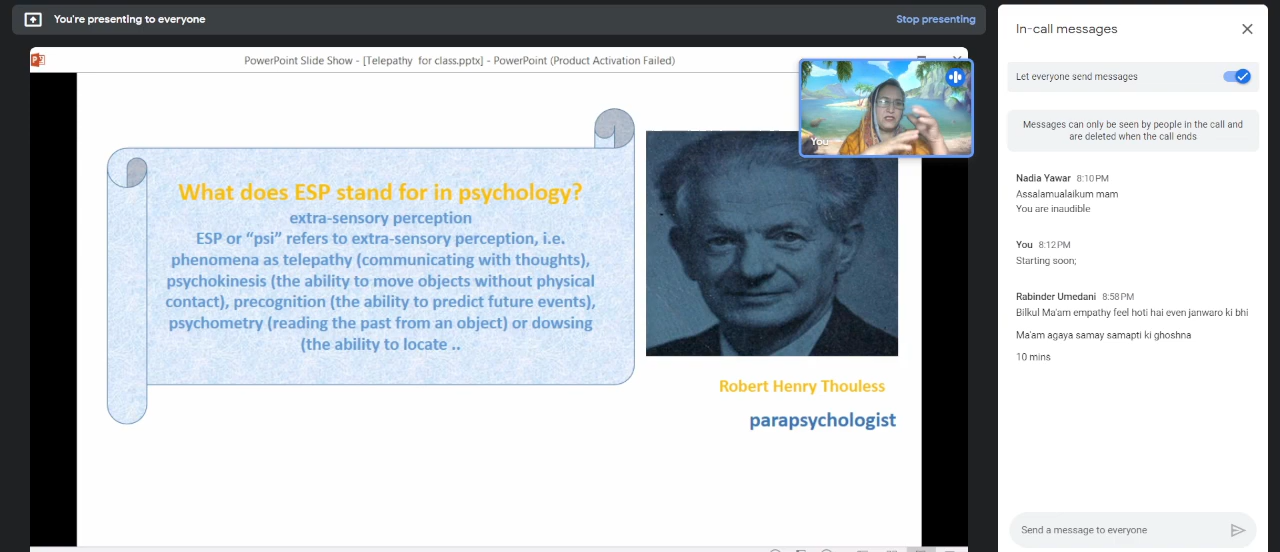 You're presenting to everyone
Stop presenting
PowerPoint Slide Show - [Telepathy for class.pptx] - PowerPoint (Product Activation Failed)
You
What does ESP stand for in psychology?
extra-sensory perception
ESP or “psi” refers to extra-sensory perception, i.e.
phenomena as telepathy (communicating with thoughts),
psychokinesis (the ability to move objects without physical
contact), precognition (the ability to predict future events),
psychometry (reading the past from an object) or dowsing
(the ability to locate ..
Robert Henry Thouless
parapsychologist
In-call messages
Let everyone send messages
Messages can only be seen by people in the call and
are deleted when the call ends
Nadia Yawar 8:10 PM
Assalamualaikum mam
You are inaudible
You 8:12 PM
Starting soon;
Rabinder Umedani 8:58 PM
Bilkul Ma'am empathy feel hoti hai even janwaro ki bhi
Ma'am agaya samay samapti ki ghoshna
10 mins
Send a message to everyone